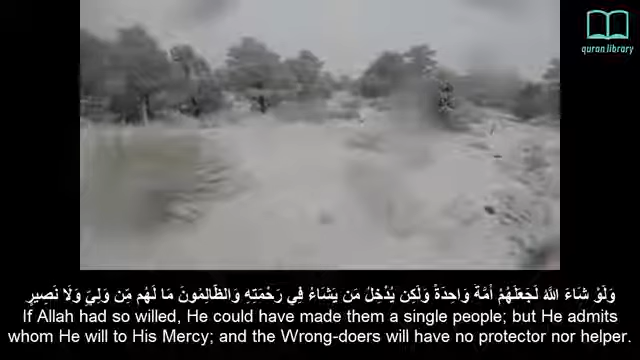 quran.library
وَلَوْ شَاءَ اللَّهُ لَجَعَلَهُمْ أُمَّةً وَاحِدَةً وَلَٰكِن يُدْخِلُ مَن يَشَاءُ فِي رَحْمَتِهِ وَالظَّالِمُونَ مَا لَهُم مِّن وَلِيٍّ وَلَا نَصِيرٍ
If Allah had so willed, He could have made them a single people; but He admits
whom He will to His Mercy; and the Wrong-doers will have no protector nor helper.